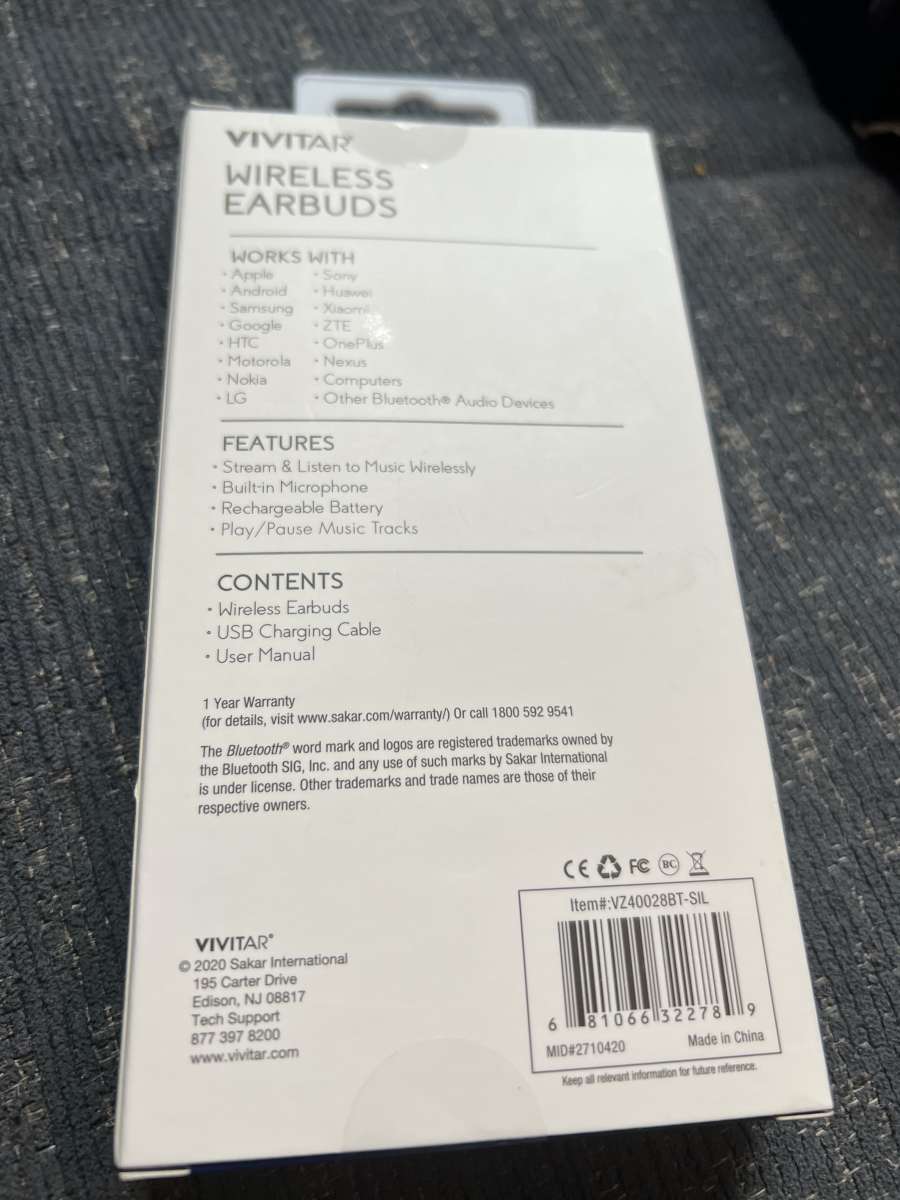 VIVITAR®
WIRELESS
EARBUDS
WORKS WITH
• Apple
• Android
• Samsung
• Google
• HTC
• Motorola
• Nokia
• LG
• Sony
• Huawei
• Xiaomi
• ZTE
• OnePlus
• Nexus
• Computers
• Other Bluetooth® Audio Devices
FEATURES
• Stream & Listen to Music Wirelessly
• Built-in Microphone
• Rechargeable Battery
• Play/Pause Music Tracks
CONTENTS
• Wireless Earbuds
• USB Charging Cable
• User Manual
1 Year Warranty
(for details, visit www.sakar.com/warranty/) Or call 1800 592 9541
The Bluetooth® word mark and logos are registered trademarks owned by
the Bluetooth SIG, Inc. and any use of such marks by Sakar International
is under license. Other trademarks and trade names are those of their
respective owners.
CE FC BC
Item#:VZ40028BT-SIL
6 81066 32278 9
MID#2710420 Made in China
Keep all relevant information for future reference.
VIVITAR®
© 2020 Sakar International
195 Carter Drive
Edison, NJ 08817
Tech Support
877 397 8200
www.vivitar.com